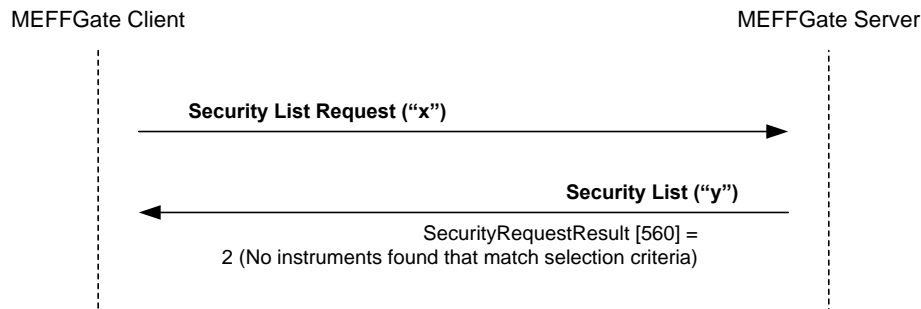 MEFFGate Client
MEFFGate Server
Security List Request (“x”)
Security List (“y”)
SecurityRequestResult [560] =
2 (No instruments found that match selection criteria)